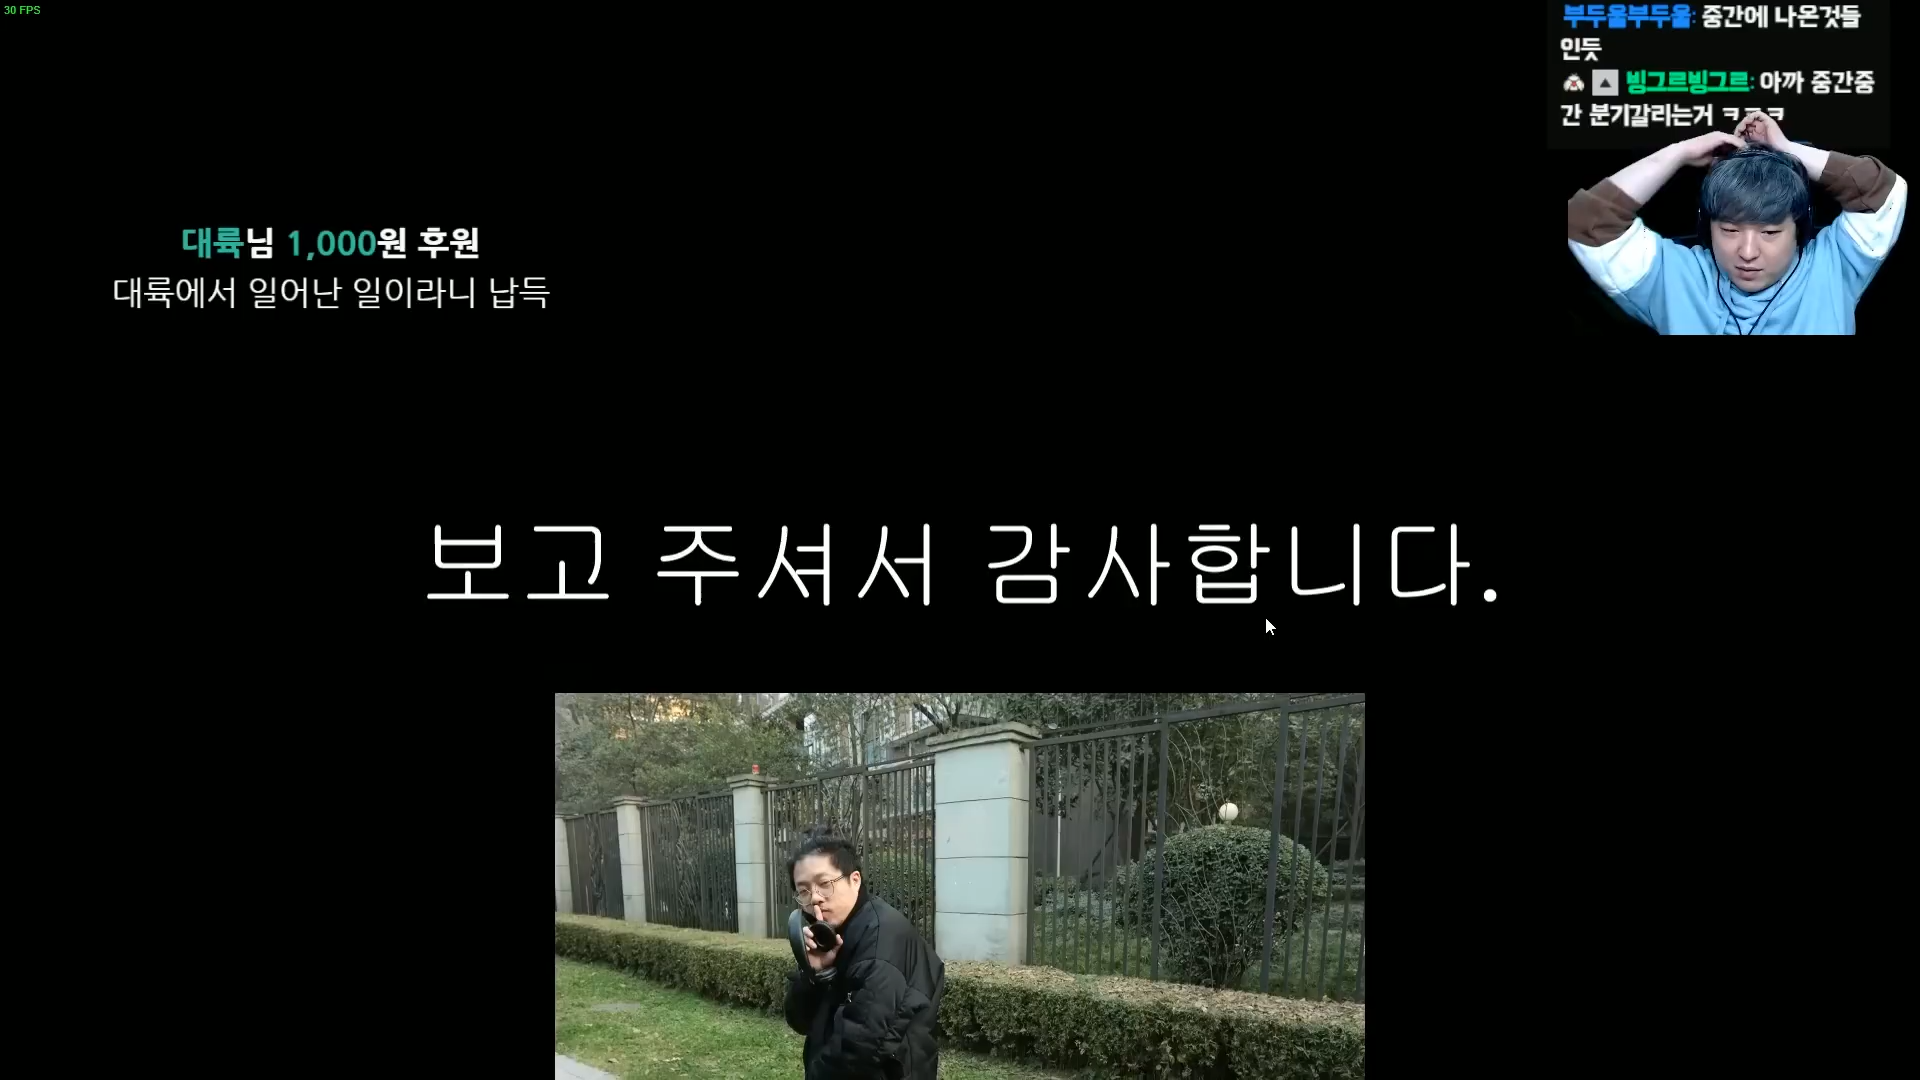 30 FPS
부두울부두울: 중간에 나온것들
인듯
빙그르빙그르: 아까 중간중
간 분기갈리는거 ㅋㅋㅋ
대륙님 1,000원 후원
대륙에서 일어난 일이라니 납득
보고 주셔서 감사합니다.